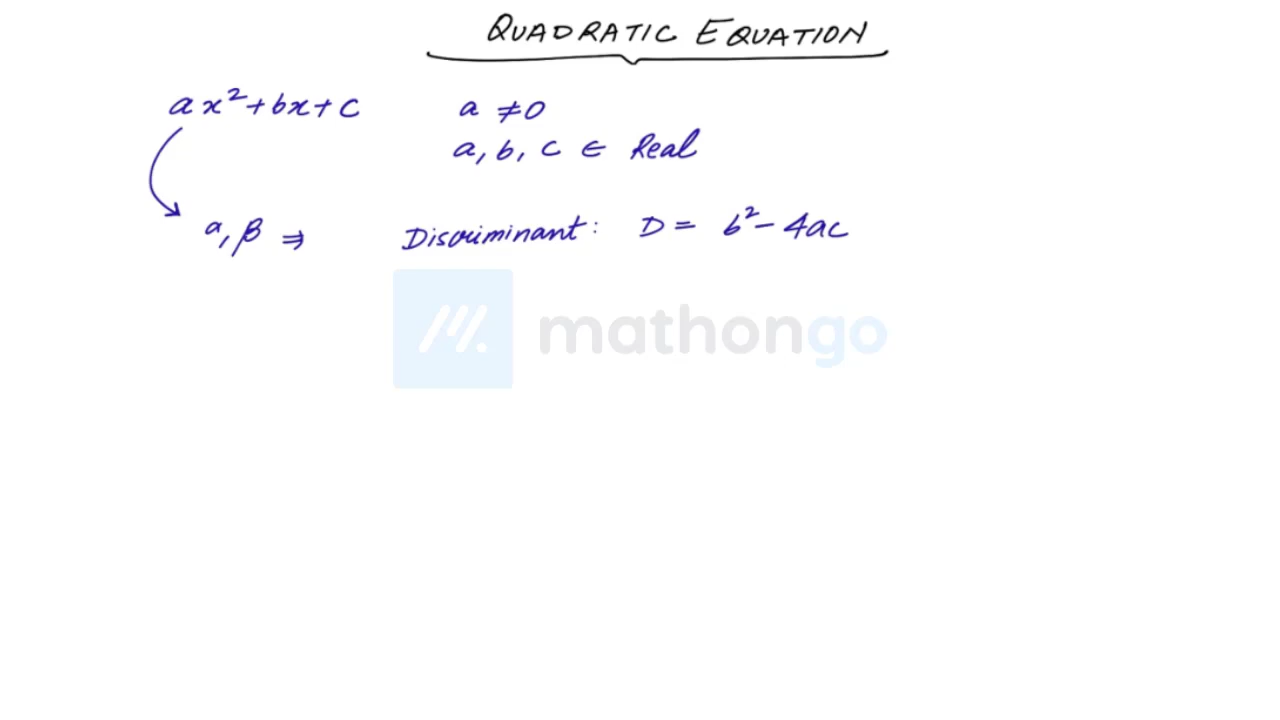 QUADRATIC EQUATION
ax²+bx+c a ≠0
a, b, c ∈ Real
α, β ⇒ Discriminant: D = b²- 4ac
mathongo